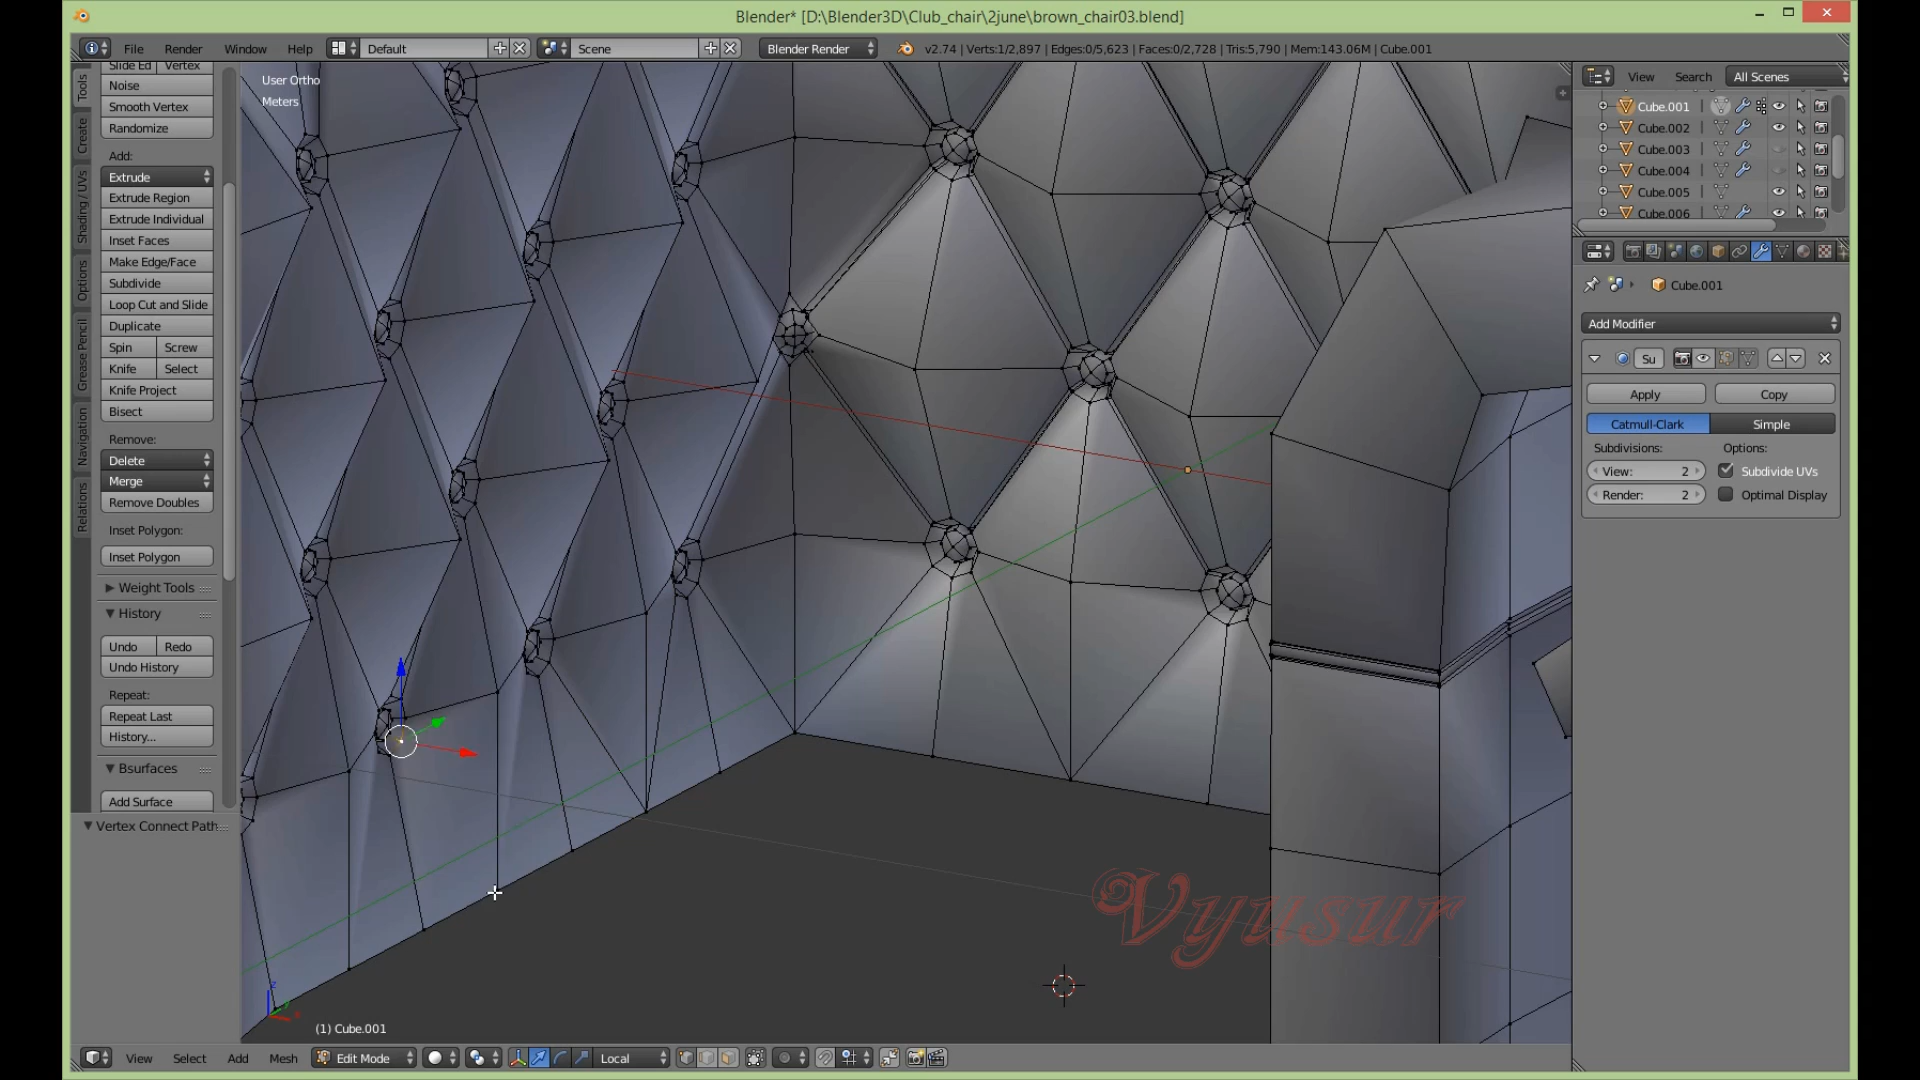 Blender* [D:\Blender3D\Club_chair\2june\brown_chair03.blend]
File Render Window Help Default Scene Blender Render v2.74 | Verts:1/2,897 | Edges:0/5,623 | Faces:0/2,728 | Tris:5,790 | Mem:143.06M | Cube.001
Slide Ed Vertex
Noise
Smooth Vertex
Randomize
Add:
Extrude
Extrude Region
Extrude Individual
Inset Faces
Make Edge/Face
Subdivide
Loop Cut and Slide
Duplicate
Spin Screw
Knife Select
Knife Project
Bisect
Remove:
Delete
Merge
Remove Doubles
Inset Polygon:
Inset Polygon
Weight Tools
History
Undo Redo
Undo History
Repeat:
Repeat Last
History...
Bsurfaces
Add Surface
Vertex Connect Path
Tools
Create
Shading / UVs
Options
Grease Pencil
Navigation
Relations
User Ortho
Meters
z
x
(1) Cube.001
Vyusur
View Search All Scenes
Cube.001
Cube.002
Cube.003
Cube.004
Cube.005
Cube.006
Cube.001
Add Modifier
Su
Apply Copy
Catmull-Clark Simple
Subdivisions: Options:
View: 2 Subdivide UVs
Render: 2 Optimal Display
View Select Add Mesh Edit Mode Local